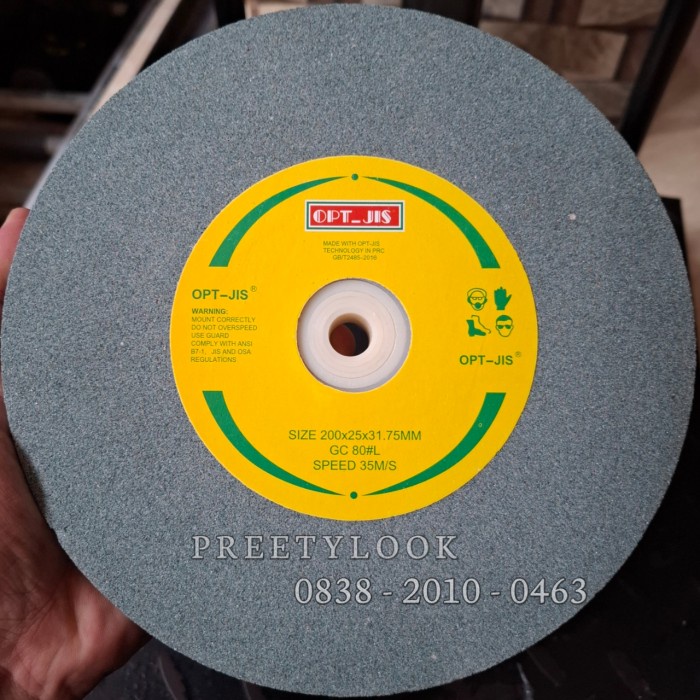 OPT_JIS
MADE WITH OPT-JIS
TECHNOLOGY IN PRC
GB/T2485-2016
OPT-JIS®
WARNING:
MOUNT CORRECTLY
DO NOT OVERSPEED
USE GUARD
COMPLY WITH ANSI
B7-1, JIS AND OSA
REGULATIONS
OPT-JIS®
SIZE 200x25x31.75MM
GC 80#L
SPEED 35M/S
PREETYLOOK
0838 - 2010 - 0463